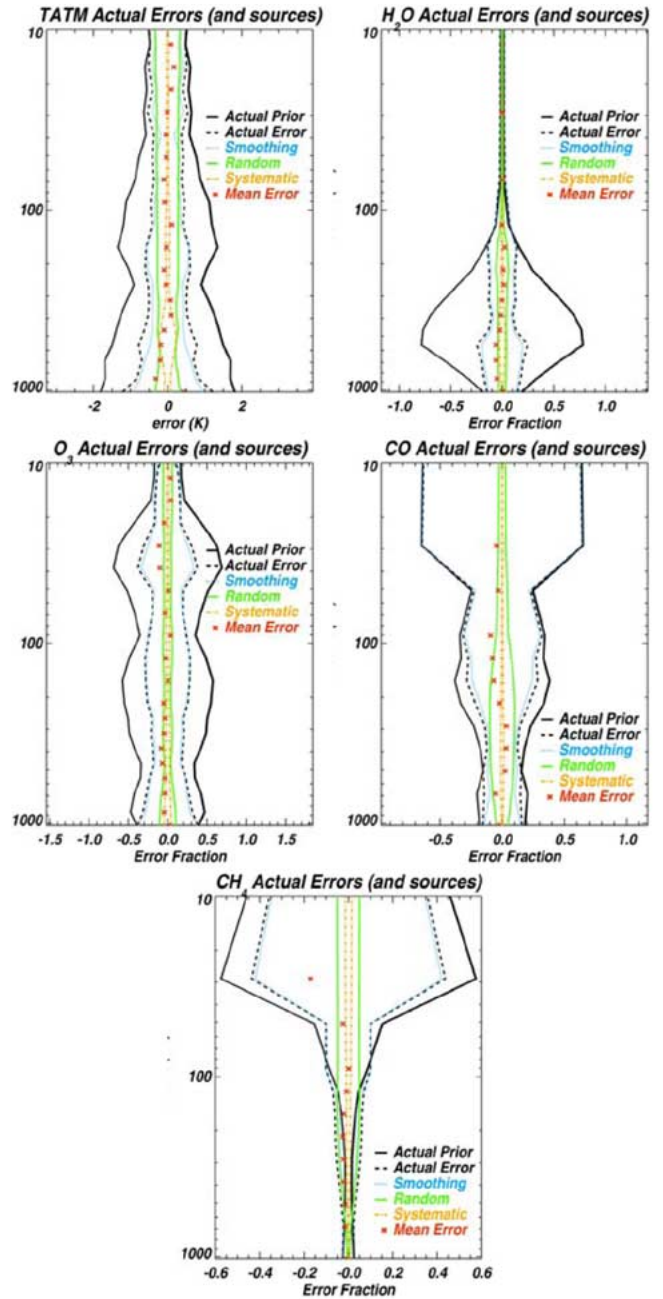 TATM Actual Errors (and sources)
10
100
1000
Actual Prior
Actual Error
Smoothing
Random
Systematic
Mean Error
-2 0 2
error (K)
H2O Actual Errors (and sources)
10
100
1000
Actual Prior
Actual Error
Smoothing
Random
Systematic
Mean Error
-1.0 -0.5 0.0 0.5 1.0
Error Fraction
O3 Actual Errors (and sources)
10
100
1000
Actual Prior
Actual Error
Smoothing
Random
Systematic
Mean Error
-1.5 -1.0 -0.5 0.0 0.5 1.0 1.5
Error Fraction
CO Actual Errors (and sources)
10
100
1000
Actual Prior
Actual Error
Smoothing
Random
Systematic
Mean Error
-1.0 -0.5 0.0 0.5 1.0
Error Fraction
CH4 Actual Errors (and sources)
10
100
1000
Actual Prior
Actual Error
Smoothing
Random
Systematic
Mean Error
-0.6 -0.4 -0.2 -0.0 0.2 0.4 0.6
Error Fraction